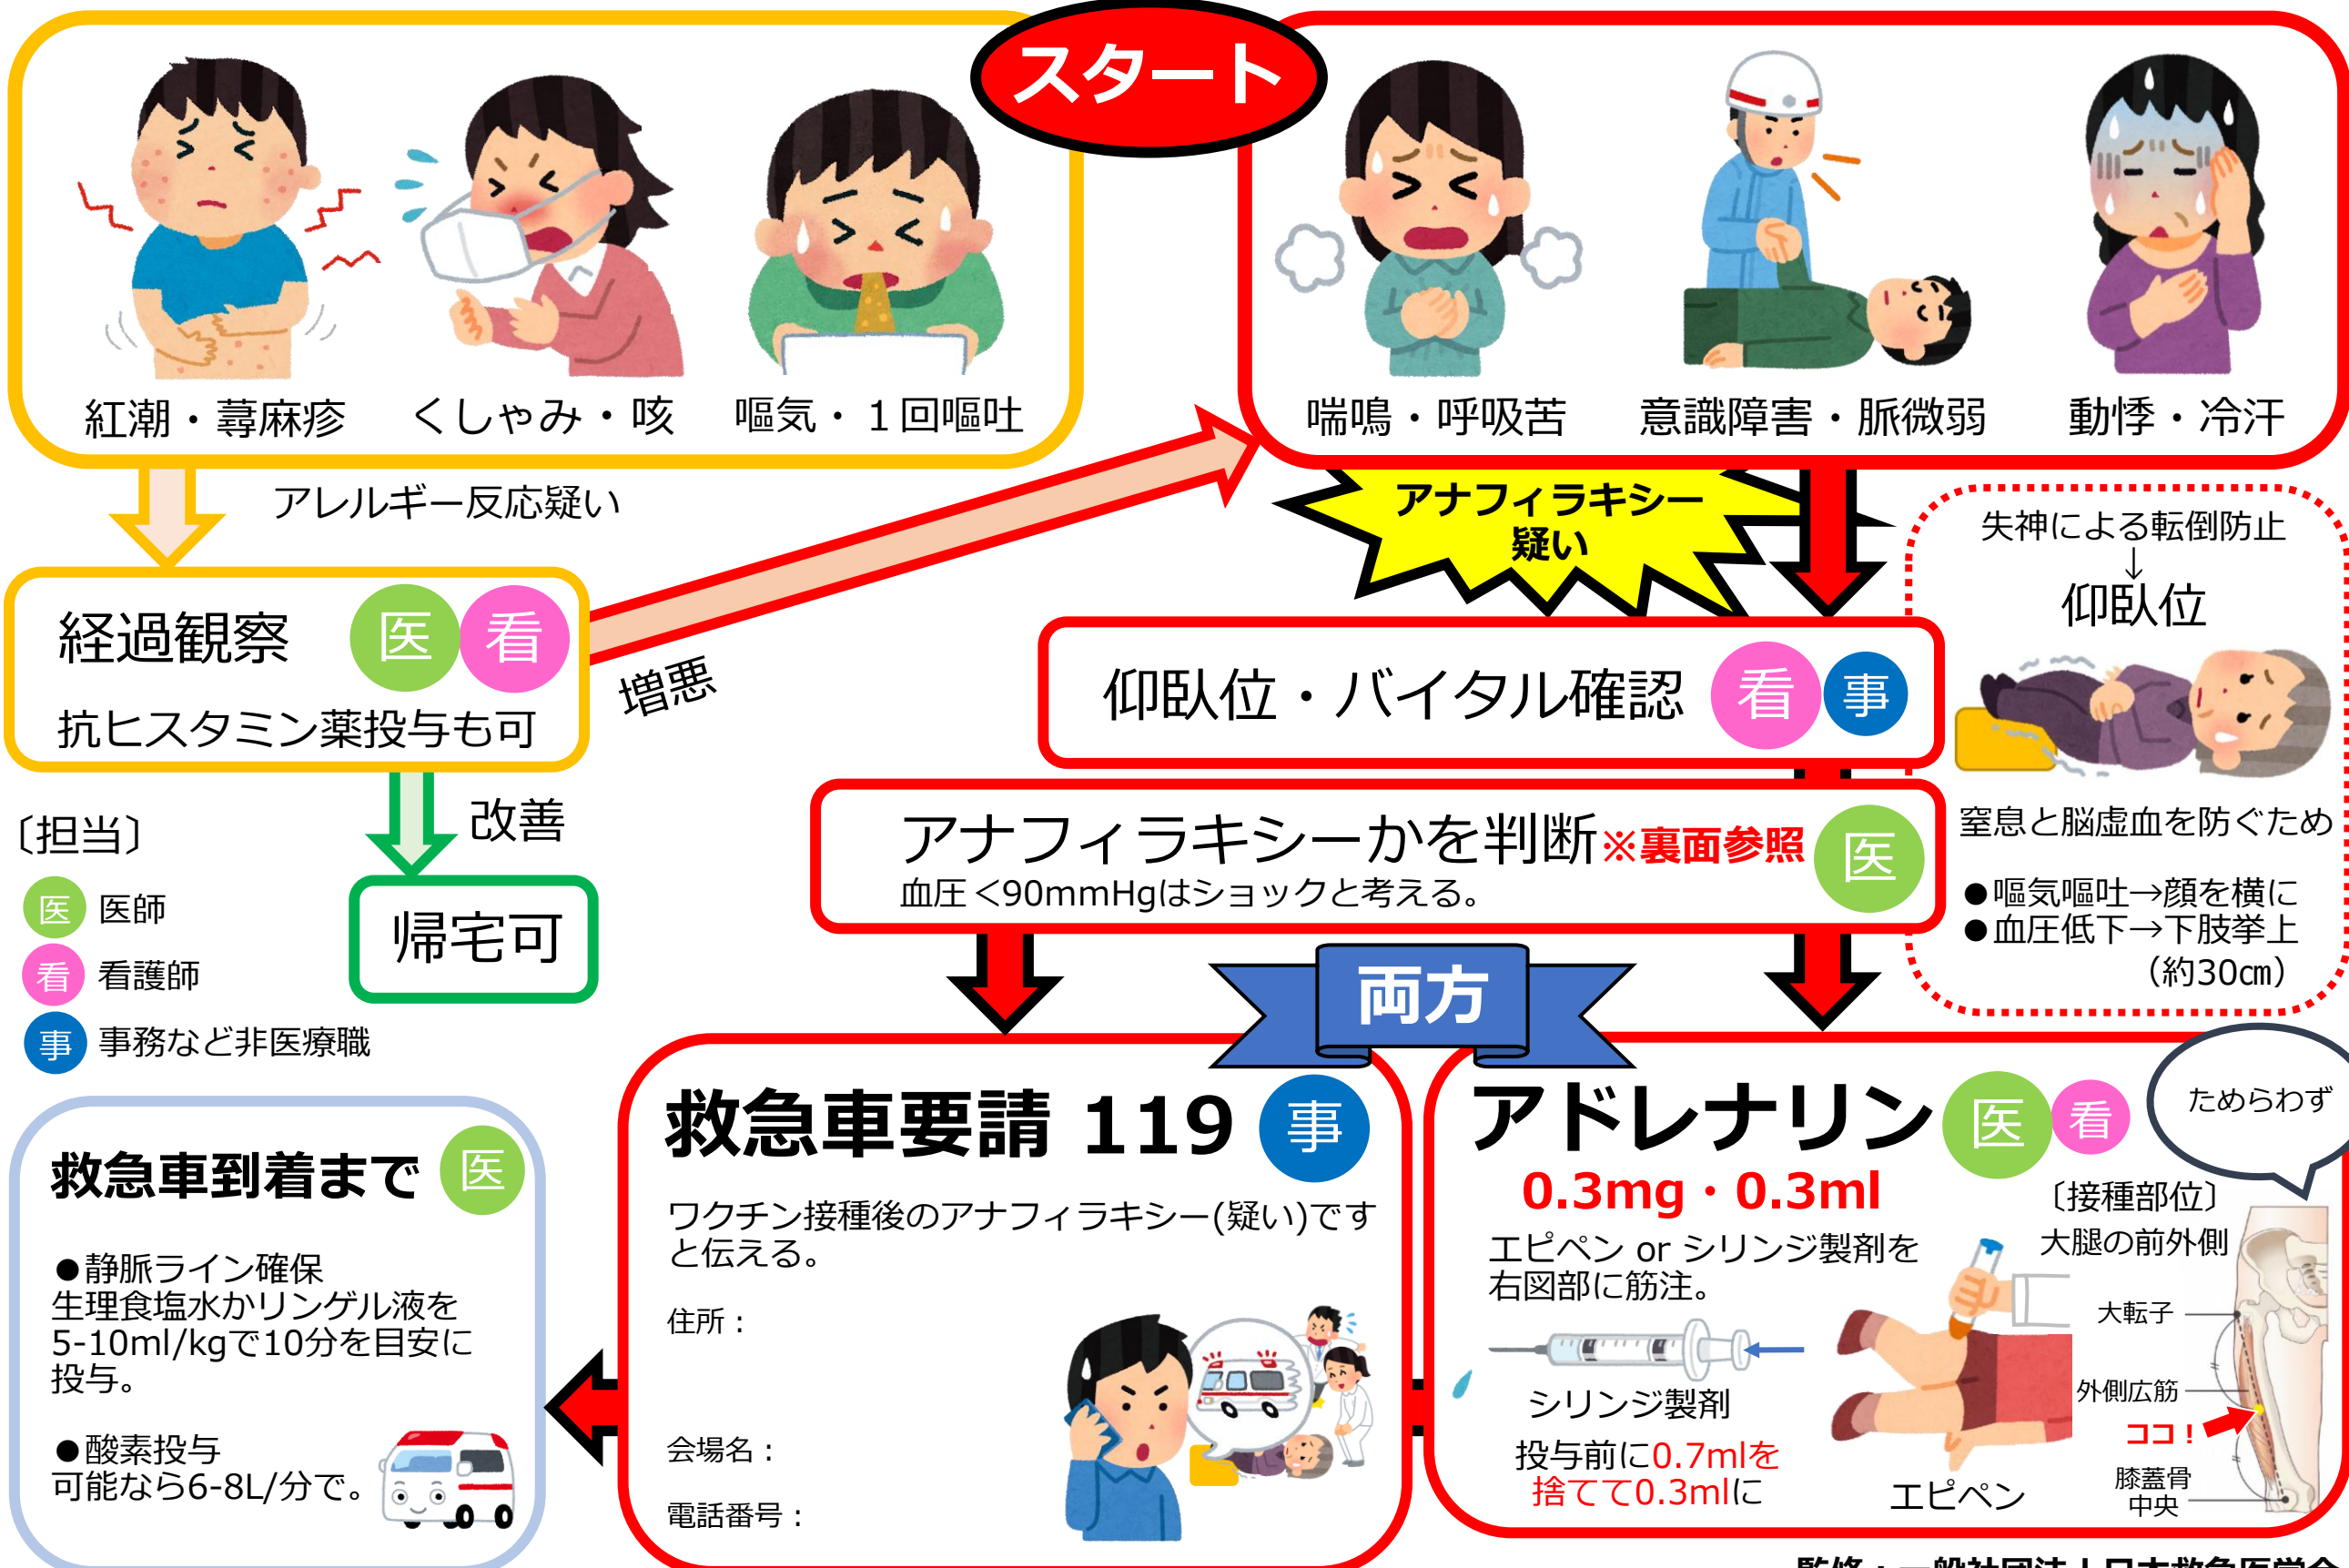 スタート
紅潮・蕁麻疹
くしゃみ・咳
嘔気・１回嘔吐
喘鳴・呼吸苦
意識障害・脈微弱
動悸・冷汗
アレルギー反応疑い
アナフィラキシー
疑い
経過観察 医 看
抗ヒスタミン薬投与も可
増悪
改善
帰宅可
〔担当〕
医 医師
看 看護師
事 事務など非医療職
仰臥位・バイタル確認 看 事
アナフィラキシーかを判断※裏面参照 医
血圧<90mmHgはショックと考える。
失神による転倒防止
↓
仰臥位
窒息と脳虚血を防ぐため
●嘔気嘔吐→顔を横に
●血圧低下→下肢挙上
（約30㎝）
両方
救急車要請 119 事
ワクチン接種後のアナフィラキシー(疑い)です
と伝える。
住所：
会場名：
電話番号：
アドレナリン 医 看
0.3mg・0.3ml
エピペン or シリンジ製剤を
右図部に筋注。
シリンジ製剤
投与前に0.7mlを
捨てて0.3mlに
エピペン
ためらわず
〔接種部位〕
大腿の前外側
大転子
外側広筋
ココ！
膝蓋骨
中央
救急車到着まで 医
●静脈ライン確保
生理食塩水かリンゲル液を
5-10ml/kgで10分を目安に
投与。
●酸素投与
可能なら6-8L/分で。
監修：一般社団法人日本救急医学会